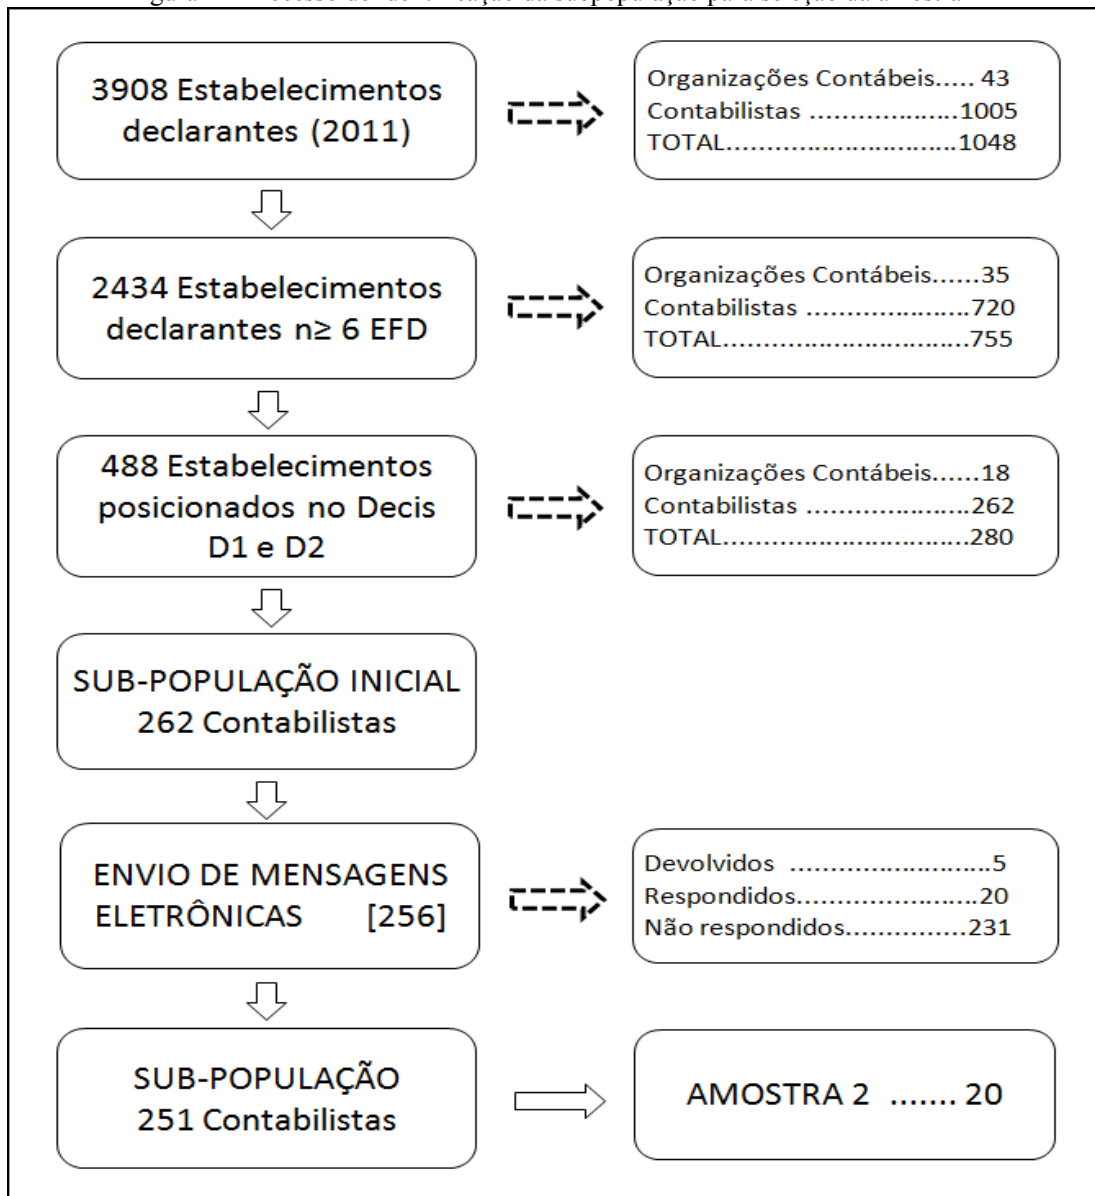 3908 Estabelecimentos
declarantes (2011)
Organizações Contábeis..... 43
Contabilistas ...................1005
TOTAL.............................1048
2434 Estabelecimentos
declarantes n≥ 6 EFD
Organizações Contábeis......35
Contabilistas .....................720
TOTAL...............................755
488 Estabelecimentos
posicionados no Decis
D1 e D2
Organizações Contábeis......18
Contabilistas .....................262
TOTAL...............................280
SUB-POPULAÇÃO INICIAL
262 Contabilistas
ENVIO DE MENSAGENS
ELETRÔNICAS [256]
Devolvidos .........................5
Respondidos.......................20
Não respondidos...............231
SUB-POPULAÇÃO
251 Contabilistas
AMOSTRA 2 ....... 20